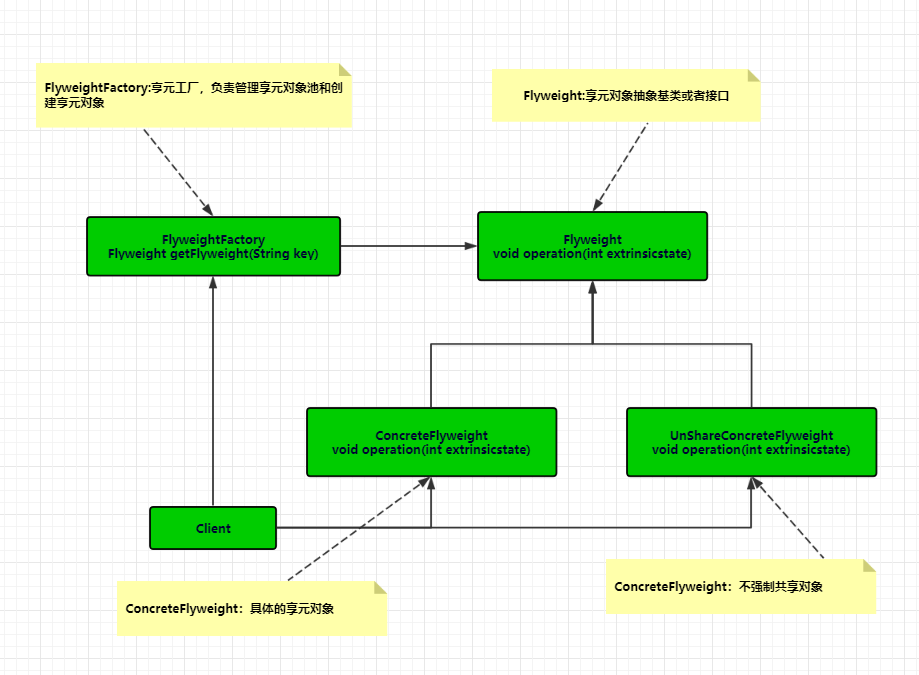 FlyweightFactory:享元工厂，负责管理享元对象池和创
建享元对象
Flyweight:享元对象抽象基类或者接口
FlyweightFactory
Flyweight getFlyweight(String key)
Flyweight
void operation(int extrinsicstate)
ConcreteFlyweight
void operation(int extrinsicstate)
UnShareConcreteFlyweight
void operation(int extrinsicstate)
Client
ConcreteFlyweight：具体的享元对象
ConcreteFlyweight：不强制共享对象